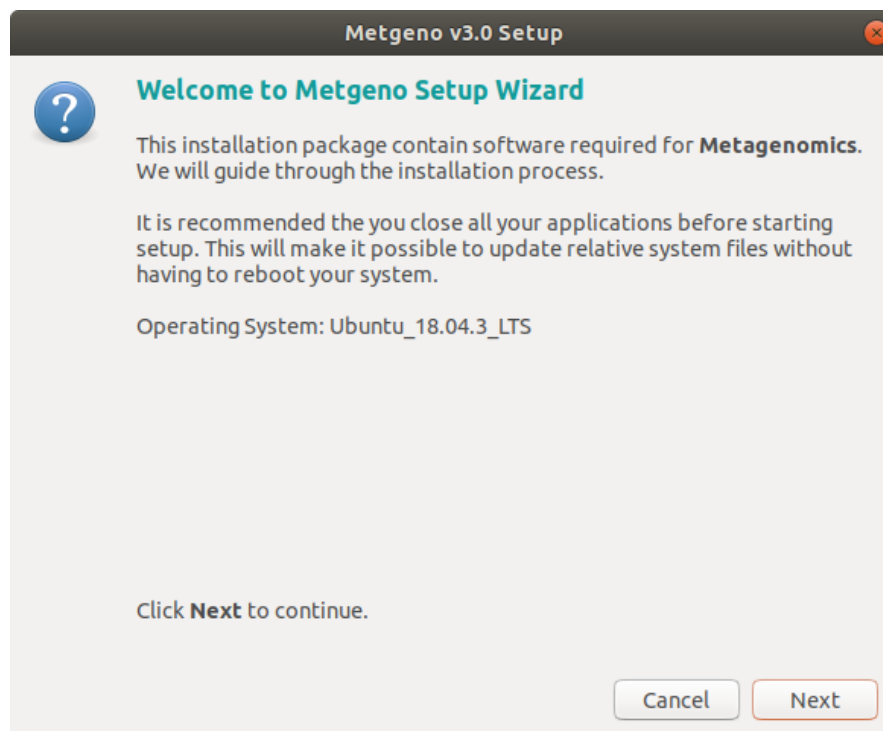 Metgeno v3.0 Setup
Welcome to Metgeno Setup Wizard
This installation package contain software required for Metagenomics.
We will guide through the installation process.
It is recommended the you close all your applications before starting
setup. This will make it possible to update relative system files without
having to reboot your system.
Operating System: Ubuntu_18.04.3_LTS
Click Next to continue.
Cancel Next